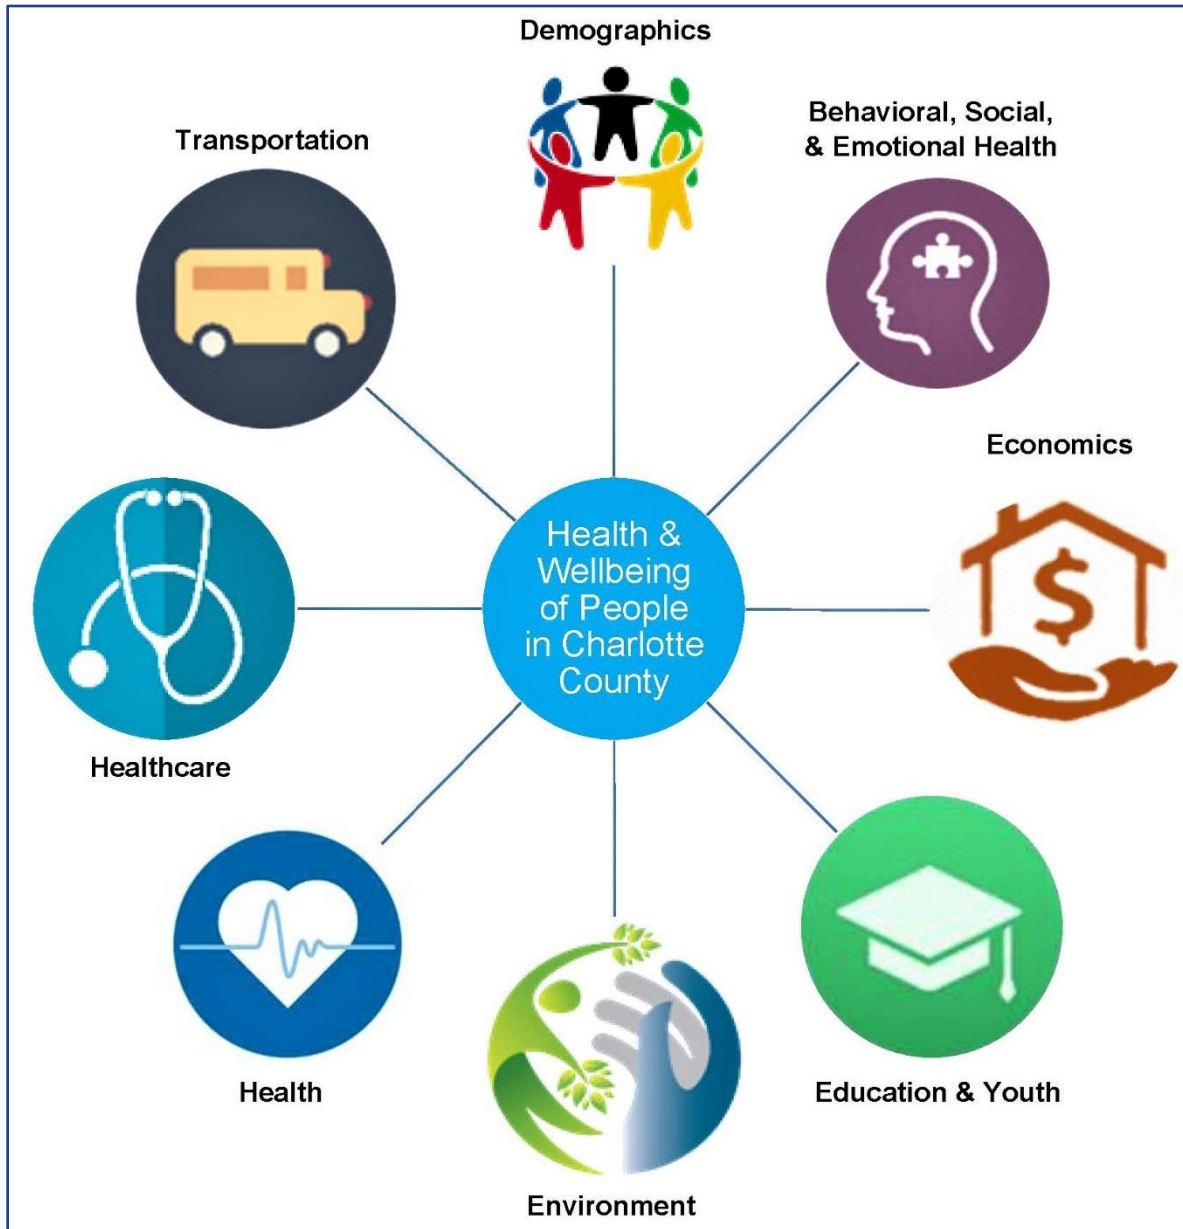 Demographics
Behavioral, Social,
& Emotional Health
Transportation
Economics
Health &
Wellbeing
of People
in Charlotte
County
$
Healthcare
Health
Education & Youth
Environment